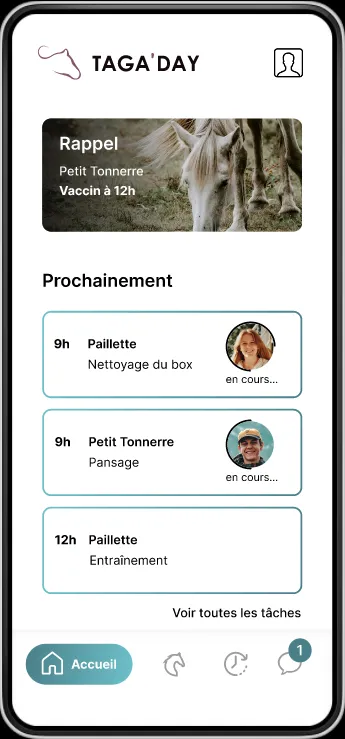 TAGA'DAY
Rappel
Petit Tonnerre
Vaccin à 12h
Prochainement
9h Paillette
Nettoyage du box
en cours...
9h Petit Tonnerre
Pansage
en cours...
12h Paillette
Entraînement
Voir toutes les tâches
Accueil
1